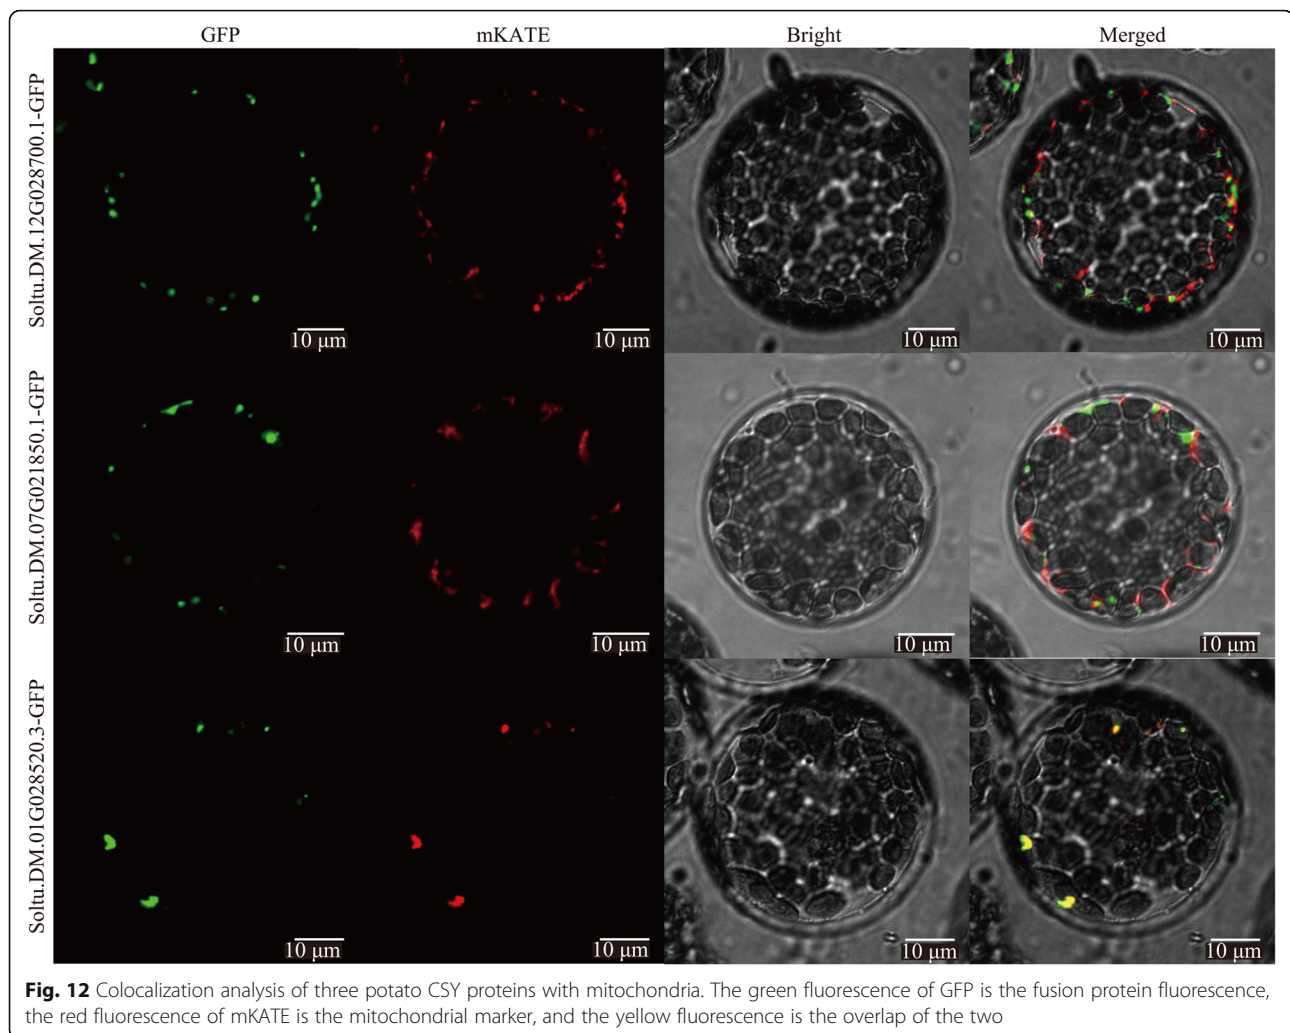 GFP mKATE Bright Merged
Soltu.DM.12G028700.1-GFP
10 μm 10 μm 10 μm 10 μm
Soltu.DM.07G021850.1-GFP
10 μm 10 μm 10 μm 10 μm
Soltu.DM.01G028520.3-GFP
10 μm 10 μm 10 μm 10 μm
Fig. 12 Colocalization analysis of three potato CSY proteins with mitochondria. The green fluorescence of GFP is the fusion protein fluorescence,
the red fluorescence of mKATE is the mitochondrial marker, and the yellow fluorescence is the overlap of the two